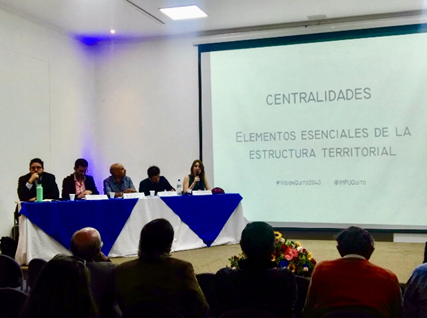 CENTRALIDADES
ELEMENTOS ESENCIALES DE LA
ESTRUCTURA TERRITORIAL
#VisiónQuito2040 @IMPUQuito